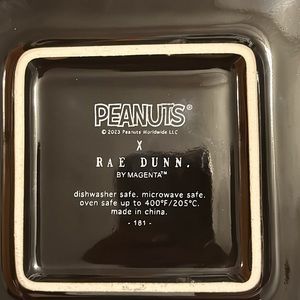 PEANUTS®
© 2023 Peanuts Worldwide LLC
X
RAE DUNN.
BY MAGENTA™
dishwasher safe. microwave safe.
oven safe up to 400°F/205°C.
made in china.
- 181 -